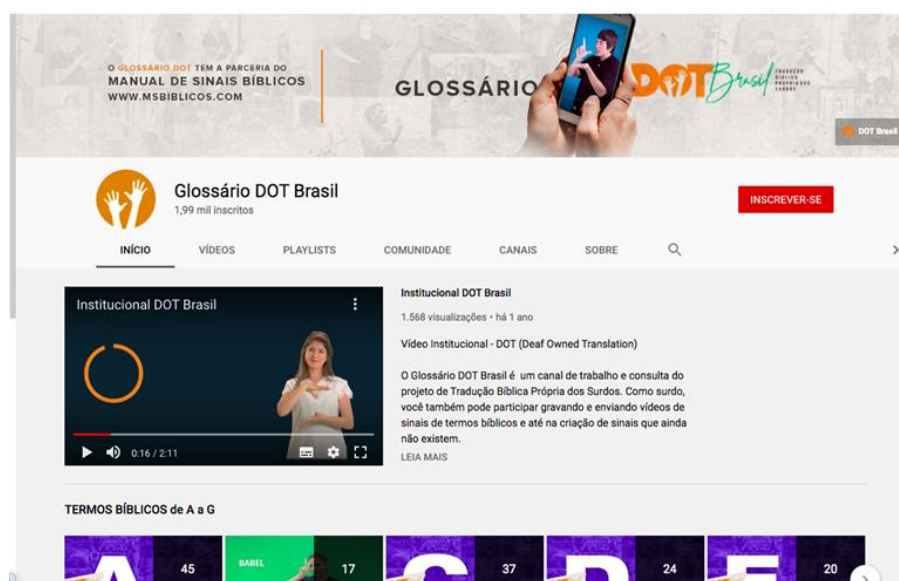 O GLOSSÁRIO DOT TEM A PARCERIA DO
MANUAL DE SINAIS BÍBLICOS
WWW.MSBIBLICOS.COM
GLOSSÁRIO
DOT Brasil
TRADUÇÃO
BÍBLICA
PRÓPRIA DOS
SURDOS
DOT Brasil
Glossário DOT Brasil
1,99 mil inscritos
INSCREVER-SE
INÍCIO VÍDEOS PLAYLISTS COMUNIDADE CANAIS SOBRE
Institucional DOT Brasil
0:16 / 2:11
Institucional DOT Brasil
1.568 visualizações • há 1 ano
Vídeo Institucional - DOT (Deaf Owned Translation)
O Glossário DOT Brasil é um canal de trabalho e consulta do
projeto de Tradução Bíblica Própria dos Surdos. Como surdo,
você também pode participar gravando e enviando vídeos de
sinais de termos bíblicos e até na criação de sinais que ainda
não existem.
LEIA MAIS
TERMOS BÍBLICOS de A a G
A 45 BABEL 17 C 37 D 24 E 20